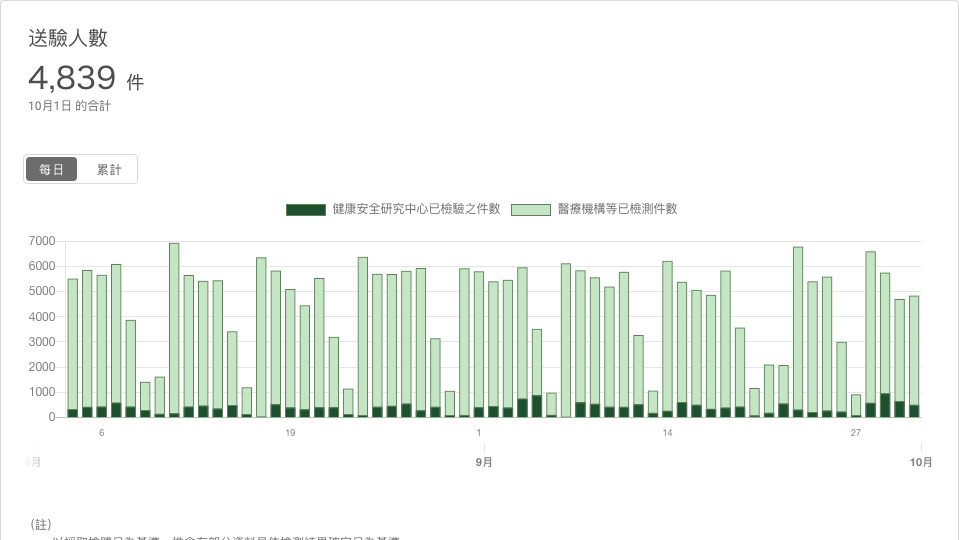 送驗人數
4,839 件
10月1日 的合計
每日 累計
健康安全研究中心已檢驗之件數 醫療機構等已檢測件數
7000
6000
5000
4000
3000
2000
1000
0
6 19 1 14 27
月 9月 10月
（註）